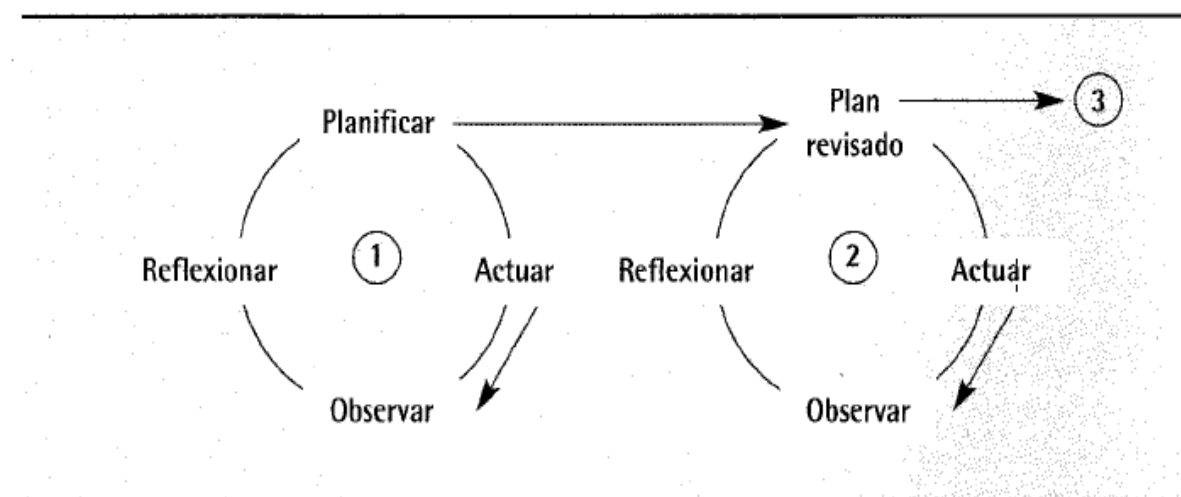 Planificar
Plan
revisado
3
Reflexionar
1
Actuar
Reflexionar
2
Actuar
Observar
Observar